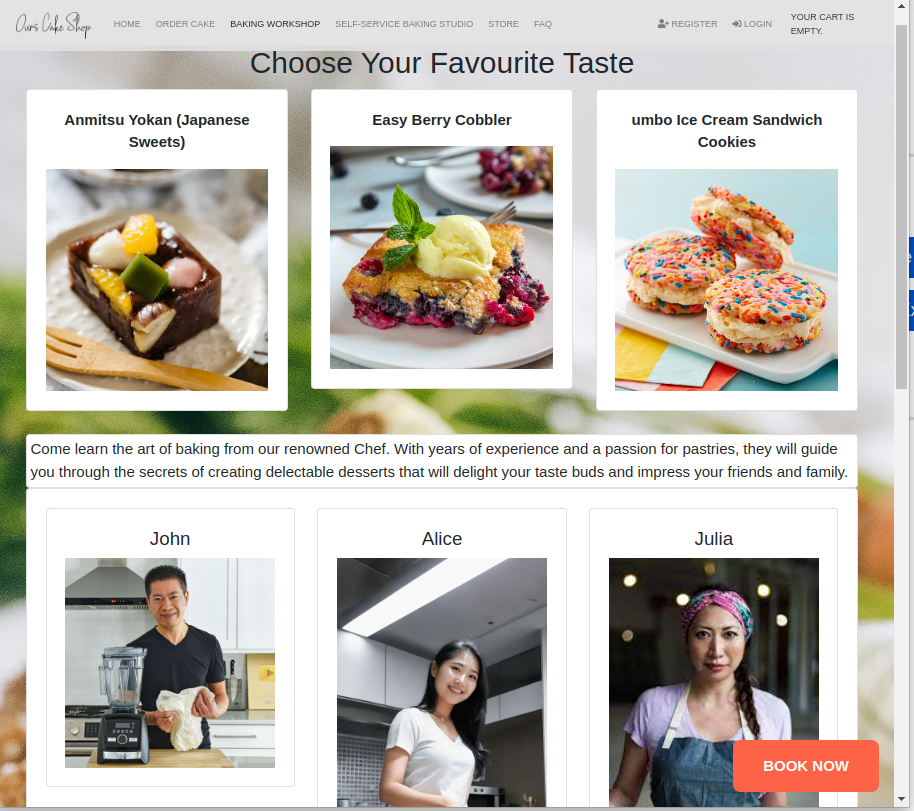 Ours Cake Shop
HOME ORDER CAKE BAKING WORKSHOP SELF-SERVICE BAKING STUDIO STORE FAQ REGISTER LOGIN YOUR CART IS
EMPTY.
Choose Your Favourite Taste
Anmitsu Yokan (Japanese
Sweets)
Easy Berry Cobbler
umbo Ice Cream Sandwich
Cookies
Come learn the art of baking from our renowned Chef. With years of experience and a passion for pastries, they will guide
you through the secrets of creating delectable desserts that will delight your taste buds and impress your friends and family.
John
Alice
Julia
BOOK NOW